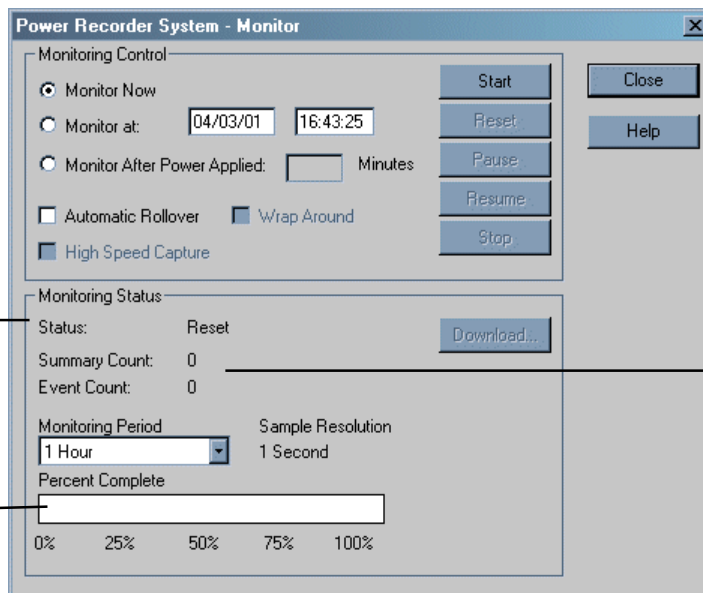 Power Recorder System - Monitor
Monitoring Control
Monitor Now
Monitor at: 04/03/01 16:43:25
Monitor After Power Applied: Minutes
Automatic Rollover Wrap Around
High Speed Capture
Start
Reset
Pause
Resume
Stop
Close
Help
Monitoring Status
Status: Reset
Summary Count: 0
Event Count: 0
Download...
Monitoring Period Sample Resolution
1 Hour 1 Second
Percent Complete
0% 25% 50% 75% 100%